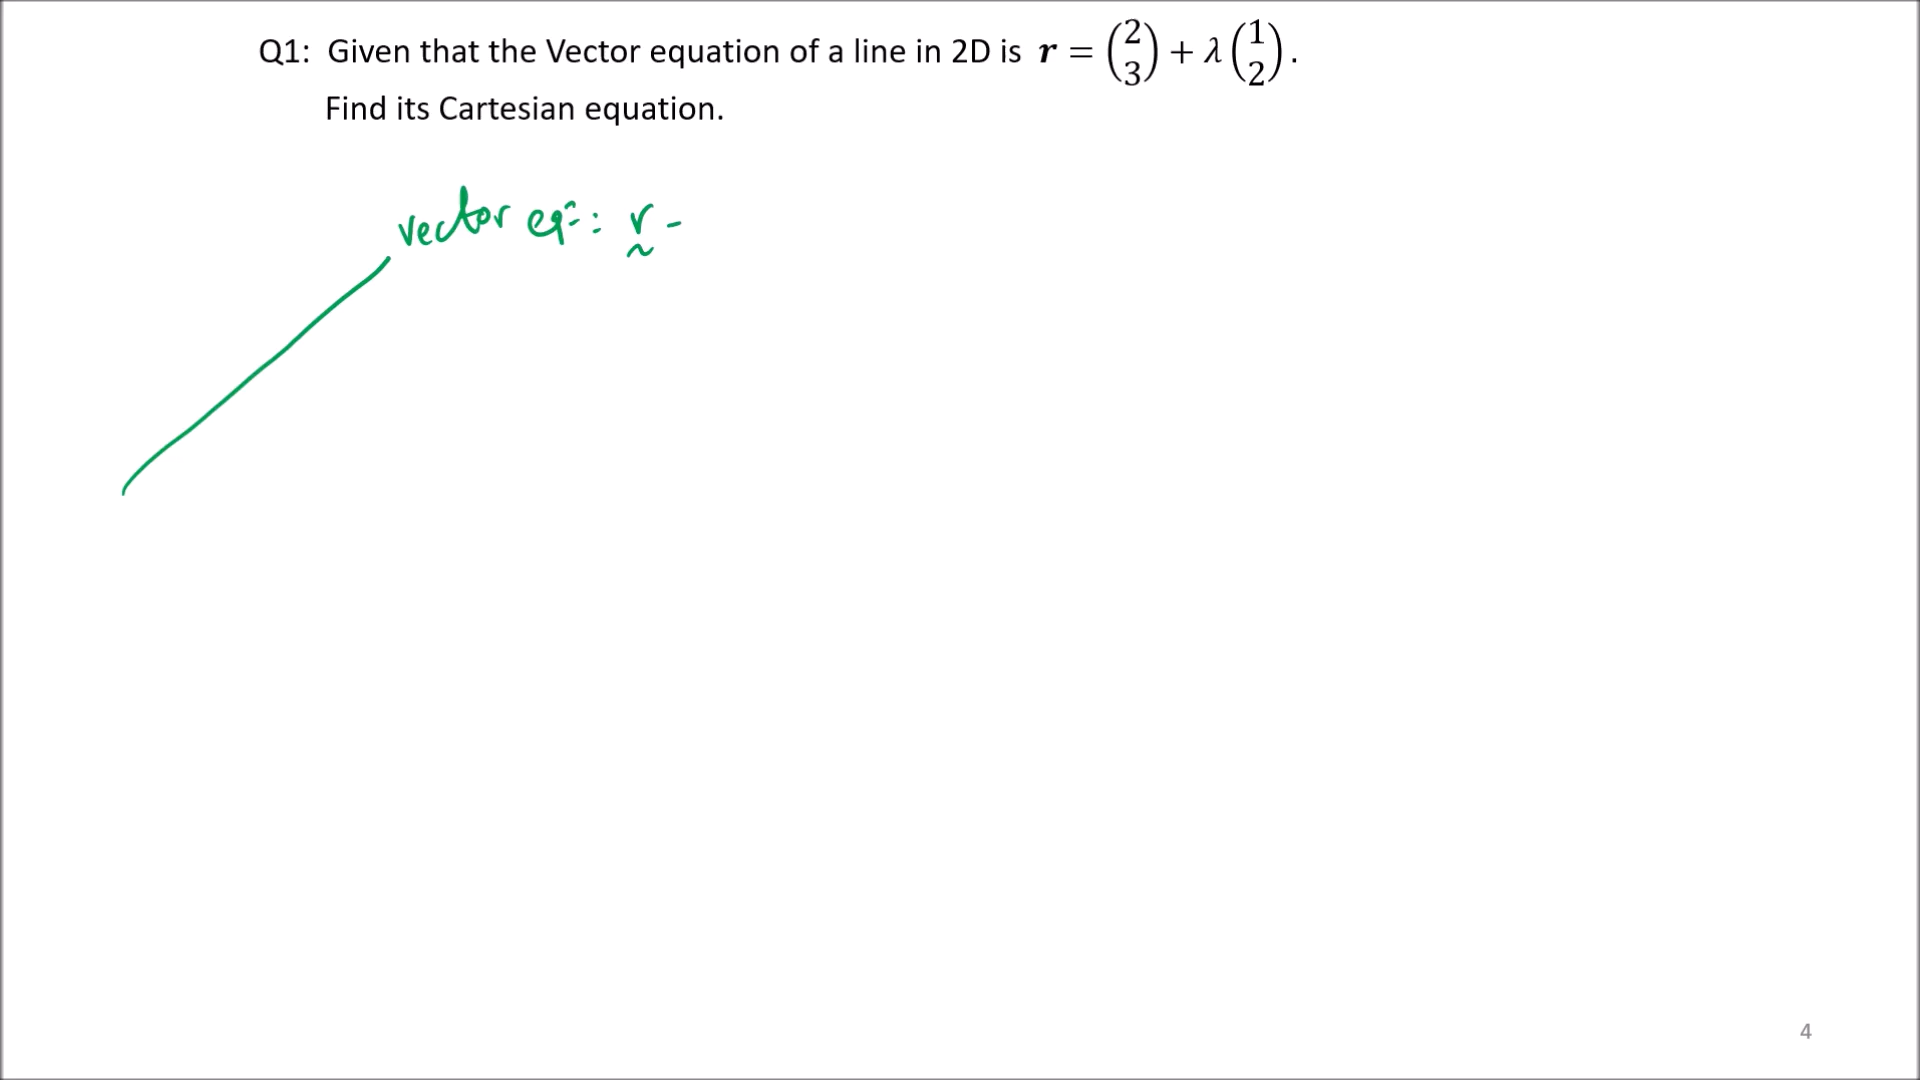 Q1: Given that the Vector equation of a line in 2D is r = (2 3) + λ (1 2).
Find its Cartesian equation.
vector eqn: r -
4